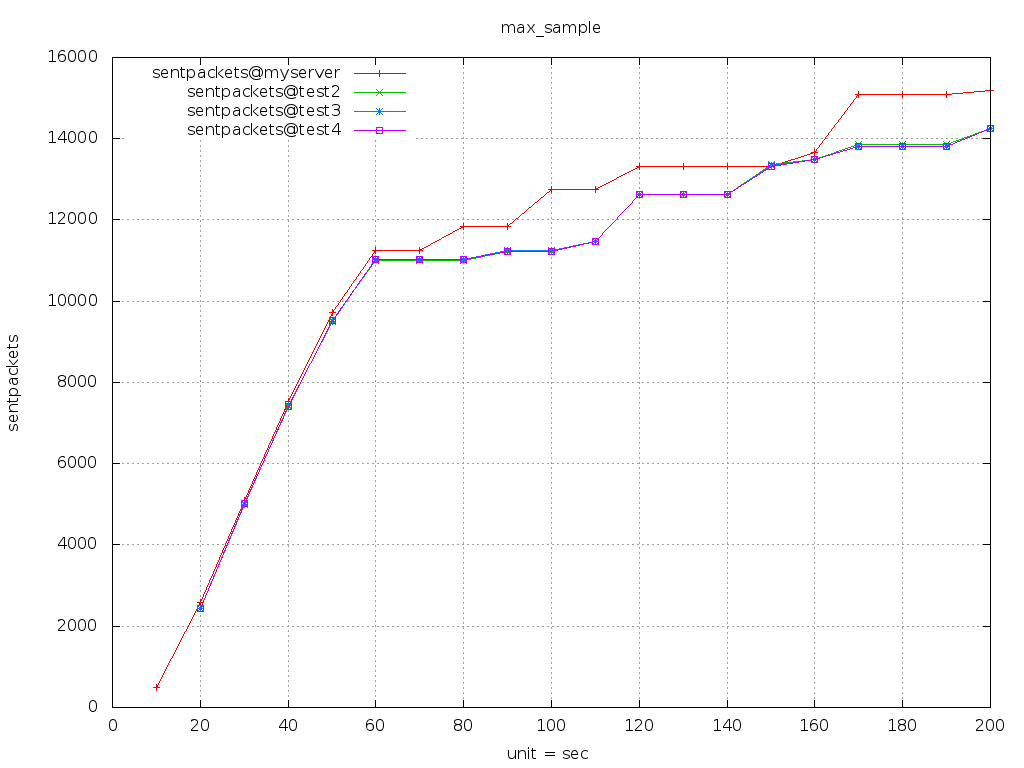 max_sample
16000
14000
12000
10000
8000
6000
4000
2000
0
sentpackets
sentpackets@myserver
sentpackets@test2
sentpackets@test3
sentpackets@test4
0 20 40 60 80 100 120 140 160 180 200
unit = sec